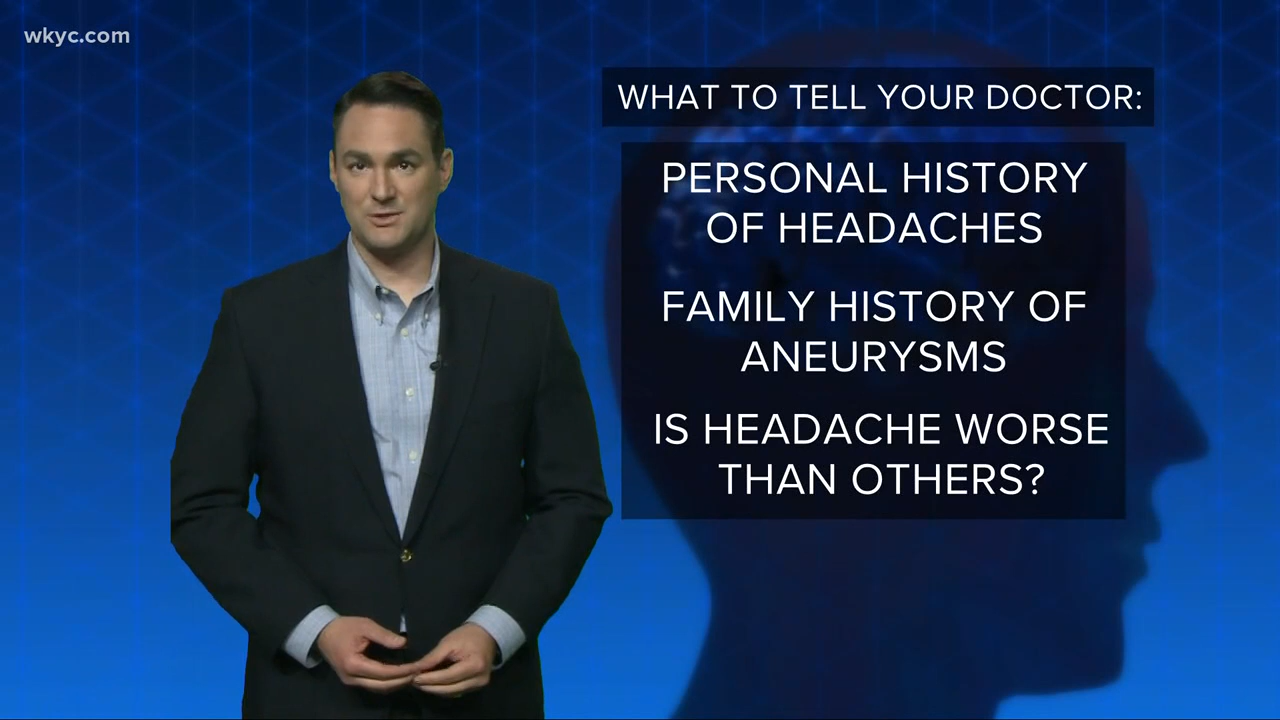 wkyc.com
WHAT TO TELL YOUR DOCTOR:
PERSONAL HISTORY
OF HEADACHES
FAMILY HISTORY OF
ANEURYSMS
IS HEADACHE WORSE
THAN OTHERS?